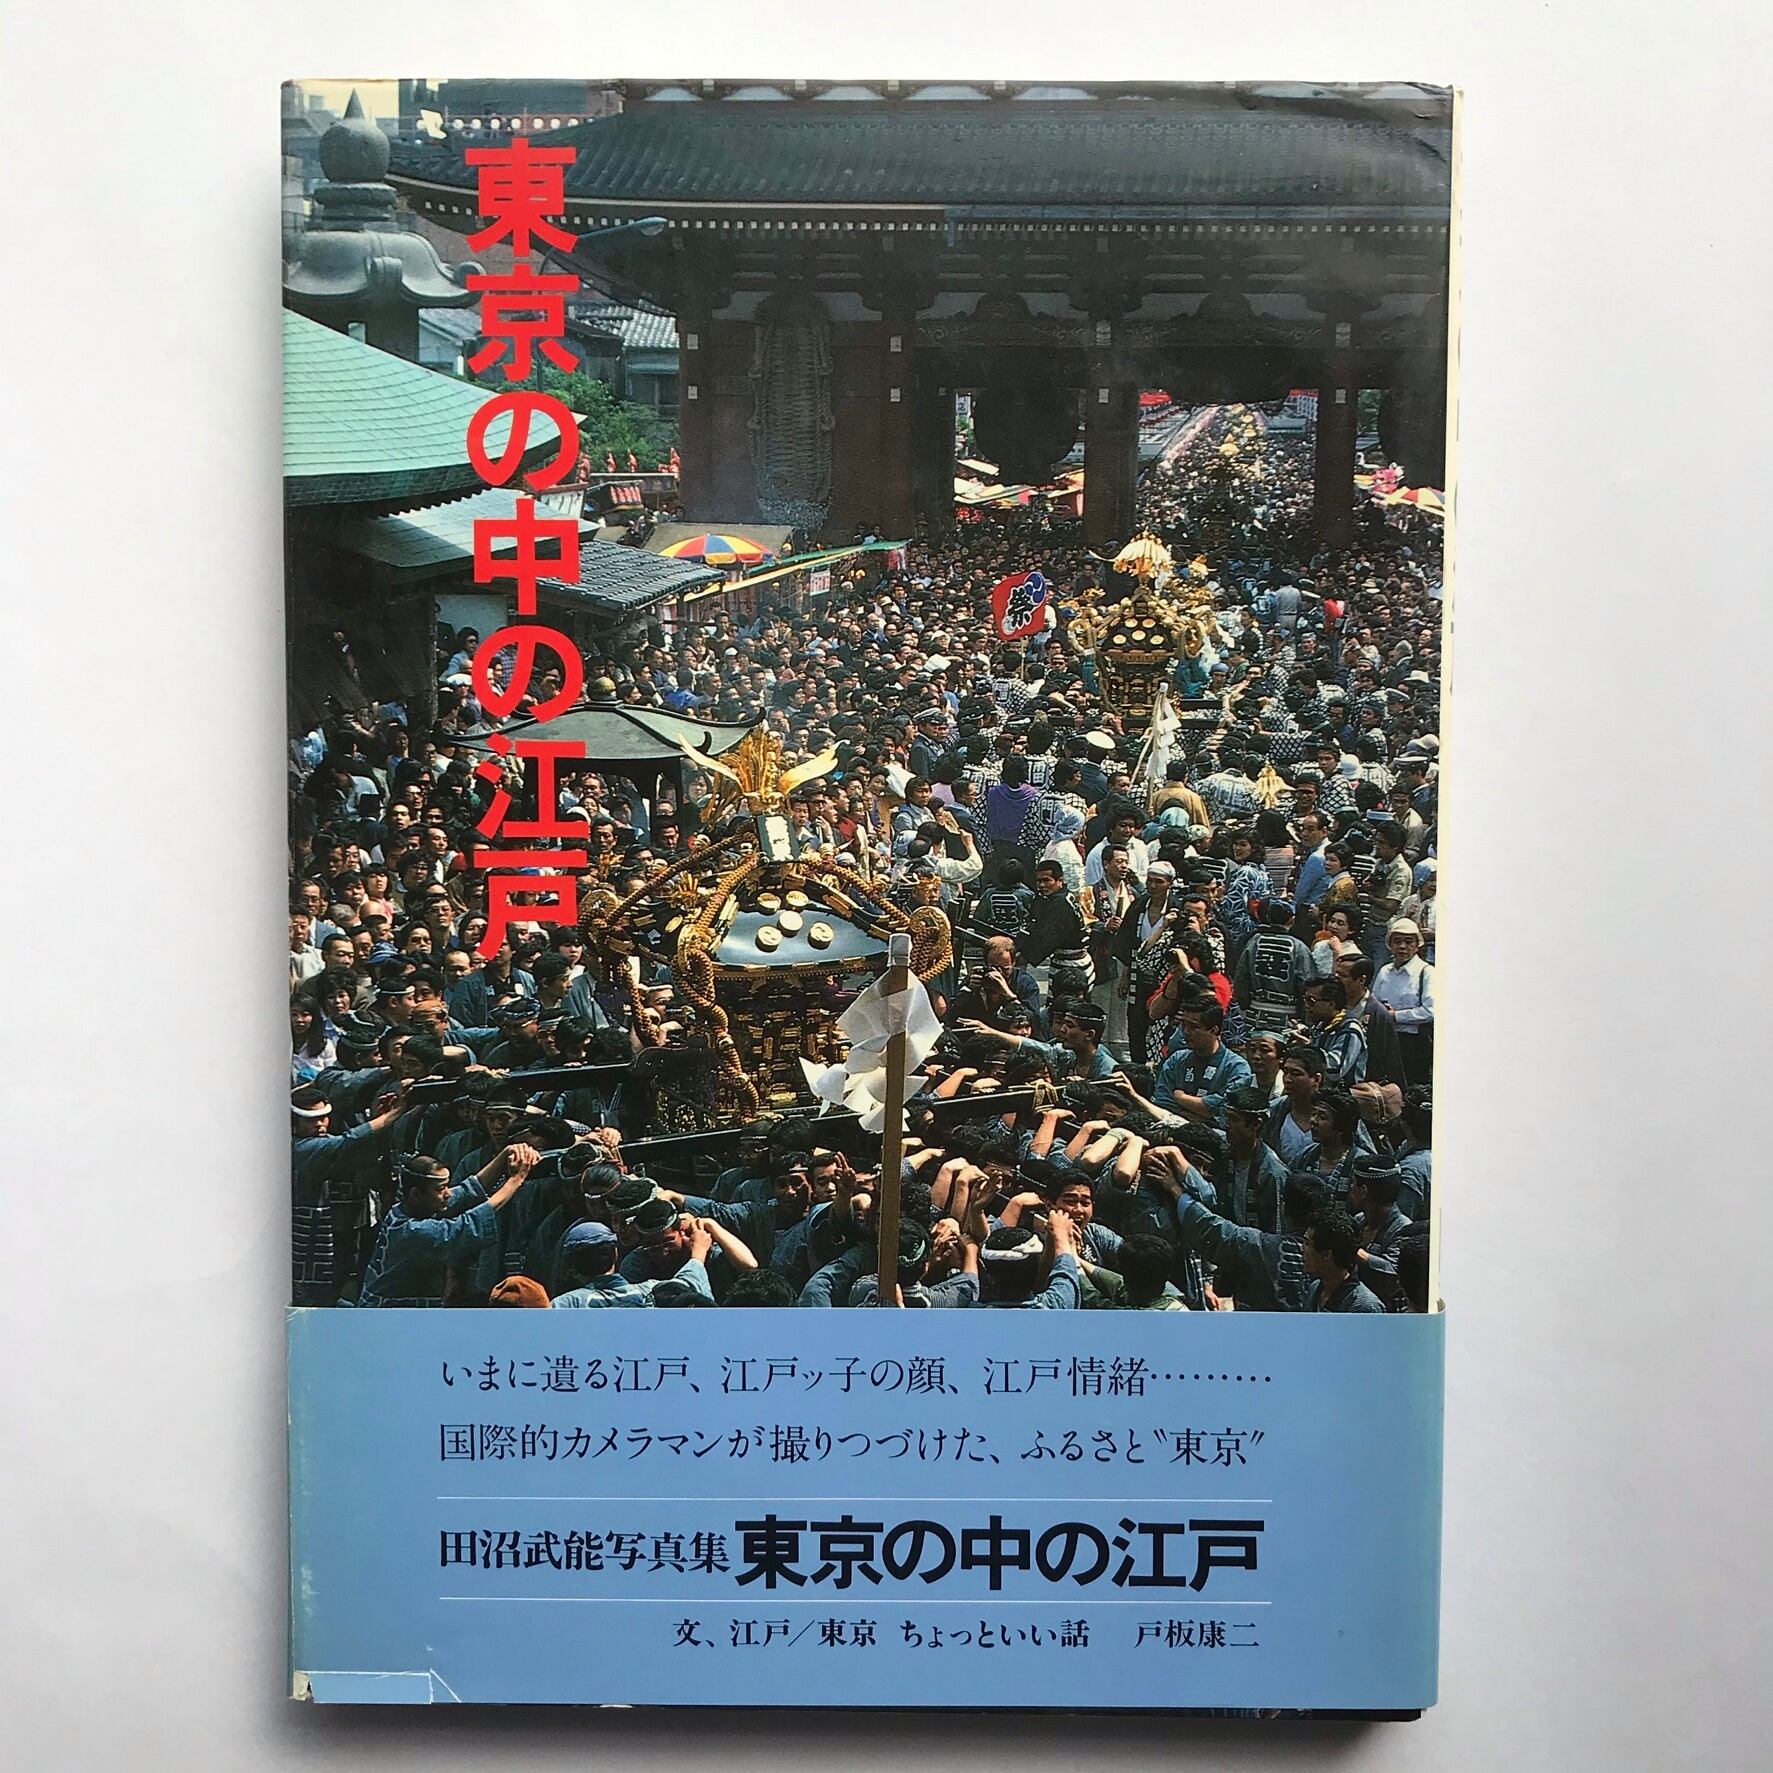 東京の中の江戸
祭
いまに遺る江戸、江戸ッ子の顔、江戸情緒………
国際的カメラマンが撮りつづけた、ふるさと〝東京〟
田沼武能写真集 東京の中の江戸
文、江戸／東京 ちょっといい話 戸板康二